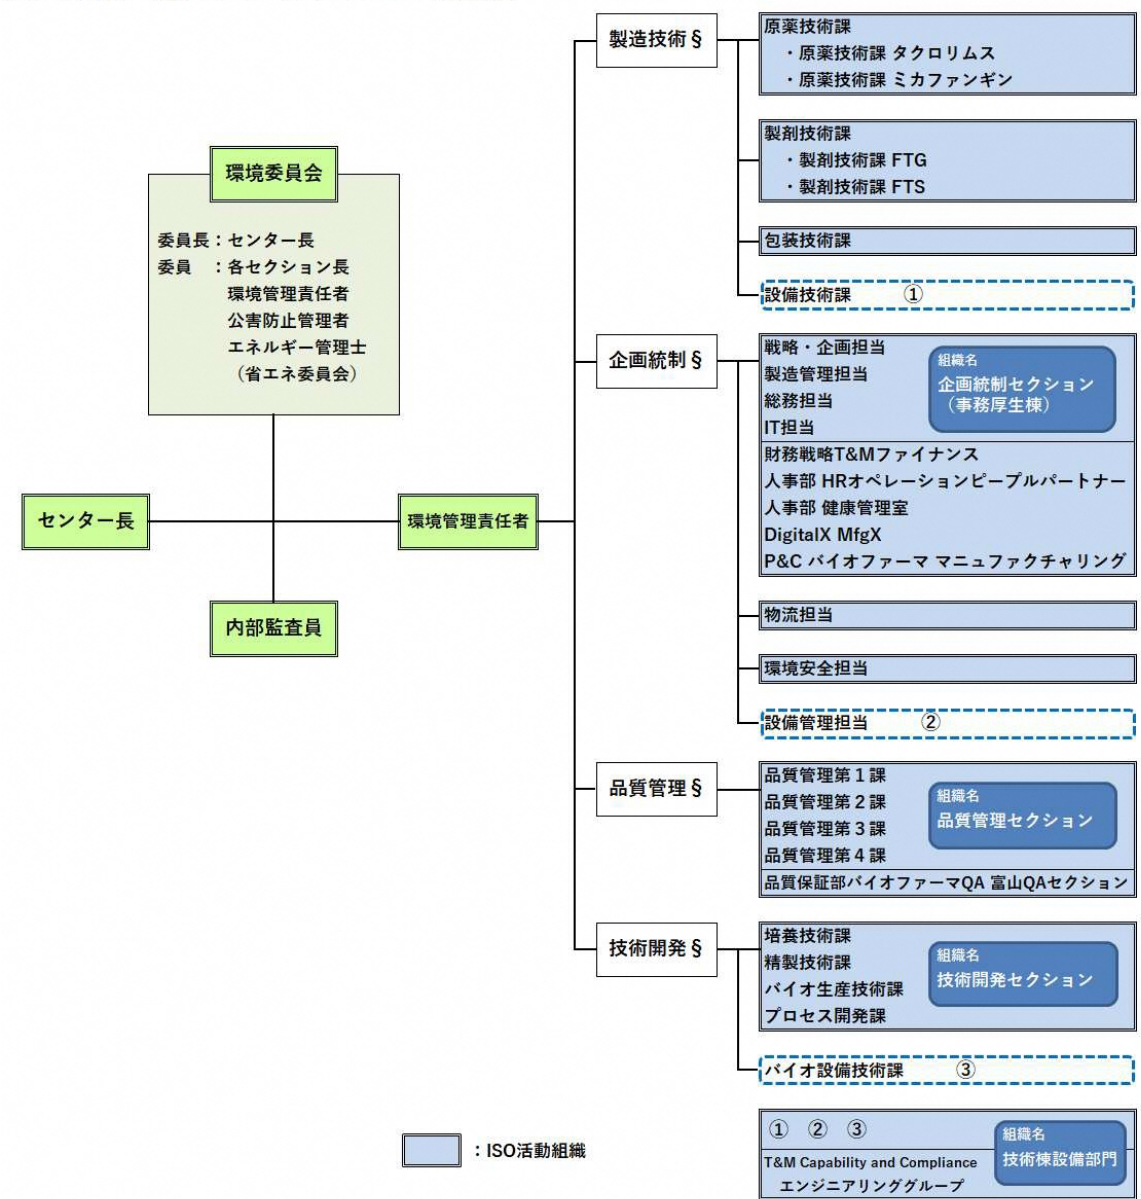 環境委員会
委員長：センター長
委員　：各セクション長
環境管理責任者
公害防止管理者
エネルギー管理士
（省エネ委員会）
センター長
環境管理責任者
内部監査員
製造技術§
原薬技術課
・原薬技術課 タクロリムス
・原薬技術課 ミカファンギン
製剤技術課
・製剤技術課 FTG
・製剤技術課 FTS
包装技術課
設備技術課 ①
企画統制§
戦略・企画担当
製造管理担当
総務担当
IT担当
組織名
企画統制セクション
（事務厚生棟）
財務戦略T&Mファイナンス
人事部 HRオペレーションピープルパートナー
人事部 健康管理室
DigitalX MfgX
P&C バイオファーマ マニュファクチャリング
物流担当
環境安全担当
設備管理担当 ②
品質管理§
品質管理第１課
品質管理第２課
品質管理第３課
品質管理第４課
組織名
品質管理セクション
品質保証部バイオファーマQA 富山QAセクション
技術開発§
培養技術課
精製技術課
バイオ生産技術課
プロセス開発課
組織名
技術開発セクション
バイオ設備技術課 ③
① ② ③
組織名
技術棟設備部門
T&M Capability and Compliance
エンジニアリンググループ
：ISO活動組織